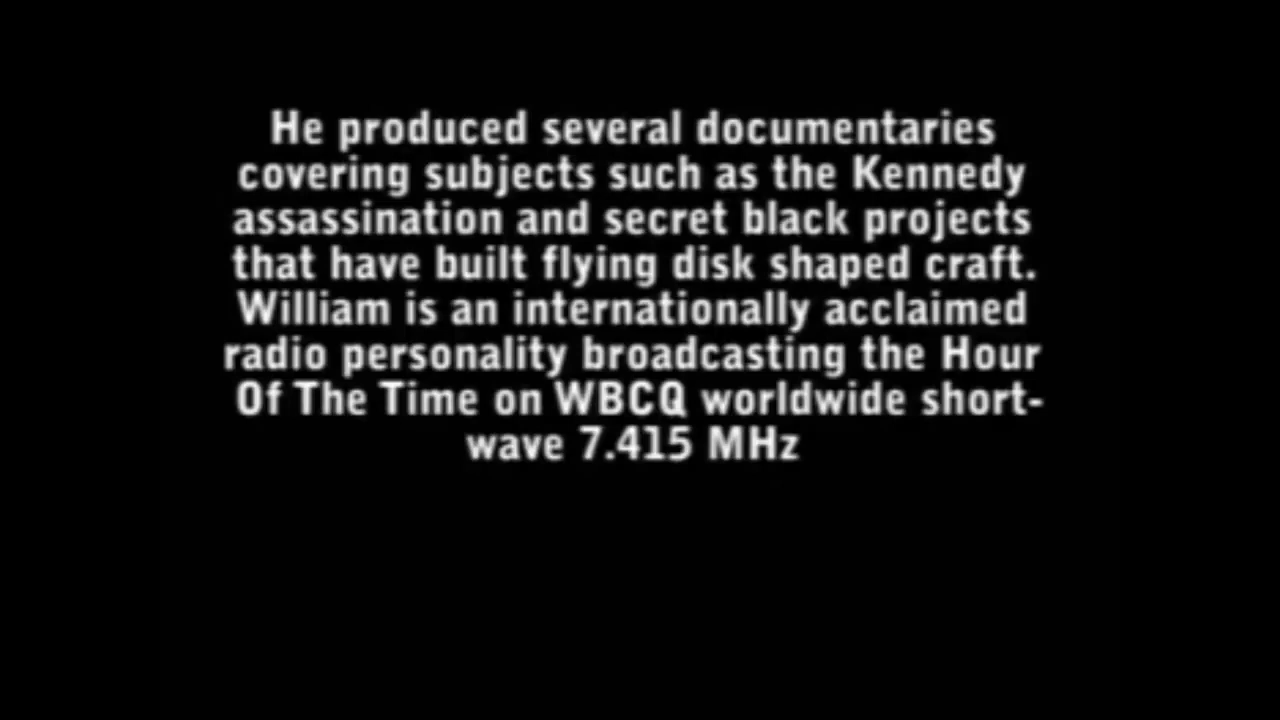 He produced several documentaries
covering subjects such as the Kennedy
assassination and secret black projects
that have built flying disk shaped craft.
William is an internationally acclaimed
radio personality broadcasting the Hour
Of The Time on WBCQ worldwide short-
wave 7.415 MHz